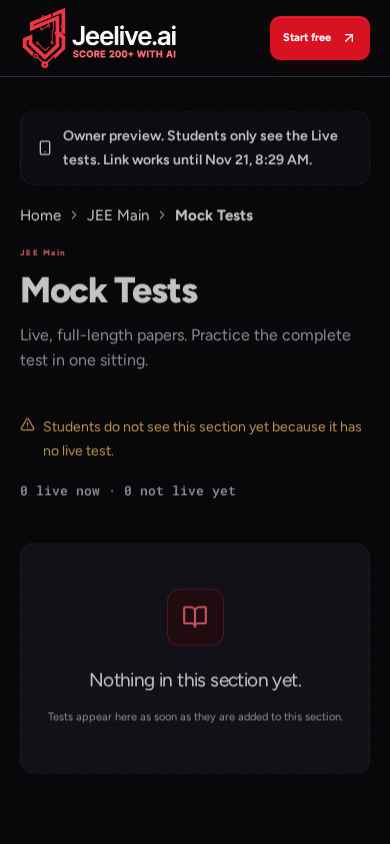 Jeelive.ai
SCORE 200+ WITH AI
Start free
Owner preview. Students only see the Live
tests. Link works until Nov 21, 8:29 AM.
Home > JEE Main > Mock Tests
JEE Main
Mock Tests
Live, full-length papers. Practice the complete
test in one sitting.
Students do not see this section yet because it has
no live test.
0 live now · 0 not live yet
Nothing in this section yet.
Tests appear here as soon as they are added to this section.